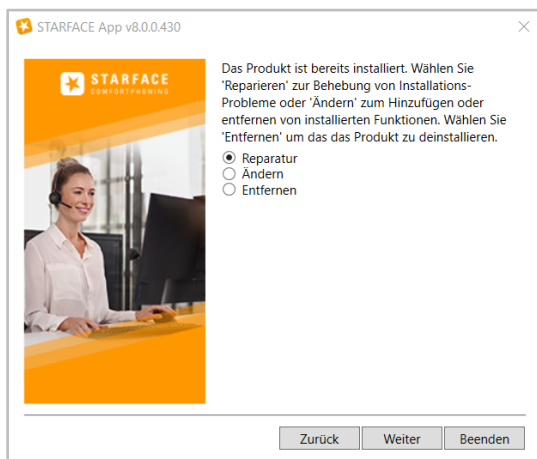 STARFACE App v8.0.0.430
STARFACE
COMFORTPHONING
Das Produkt ist bereits installiert. Wählen Sie
'Reparieren' zur Behebung von Installations-
Probleme oder 'Ändern' zum Hinzufügen oder
entfernen von installierten Funktionen. Wählen Sie
'Entfernen' um das das Produkt zu deinstallieren.
Reparatur
Ändern
Entfernen
Zurück
Weiter
Beenden